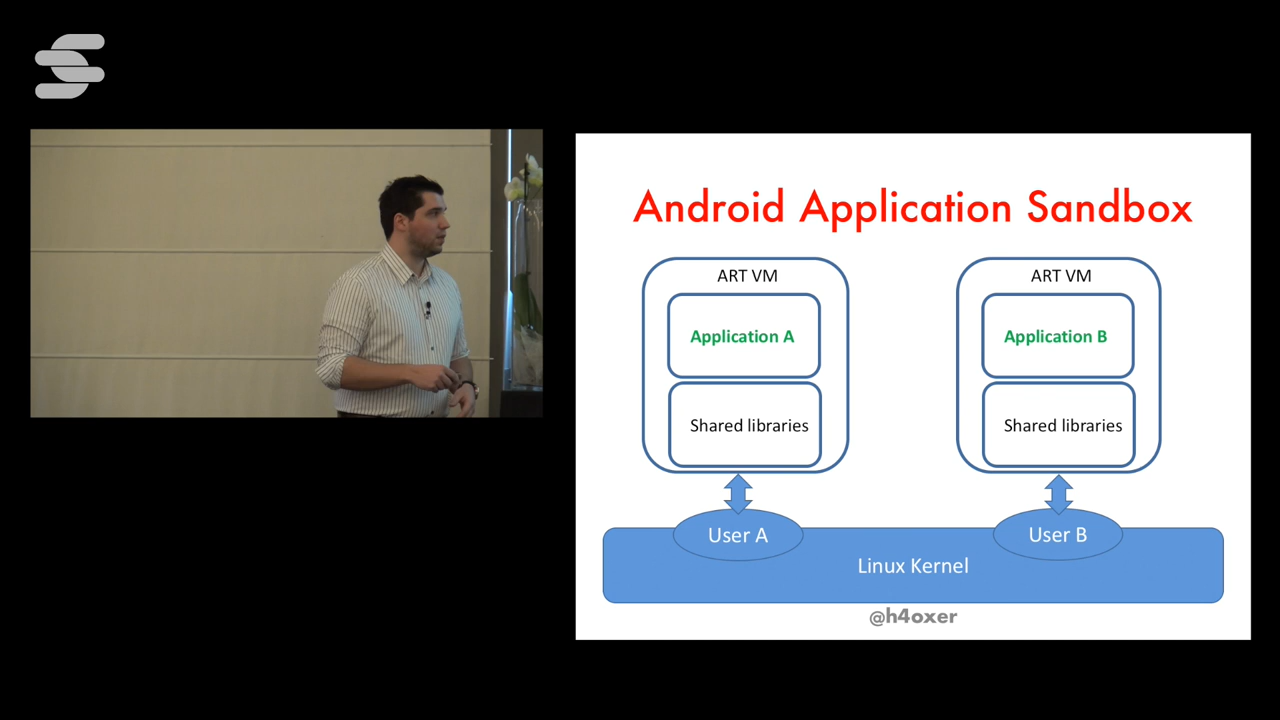 Android Application Sandbox
ART VM
Application A
Shared libraries
ART VM
Application B
Shared libraries
User A
User B
Linux Kernel
@h4oxer